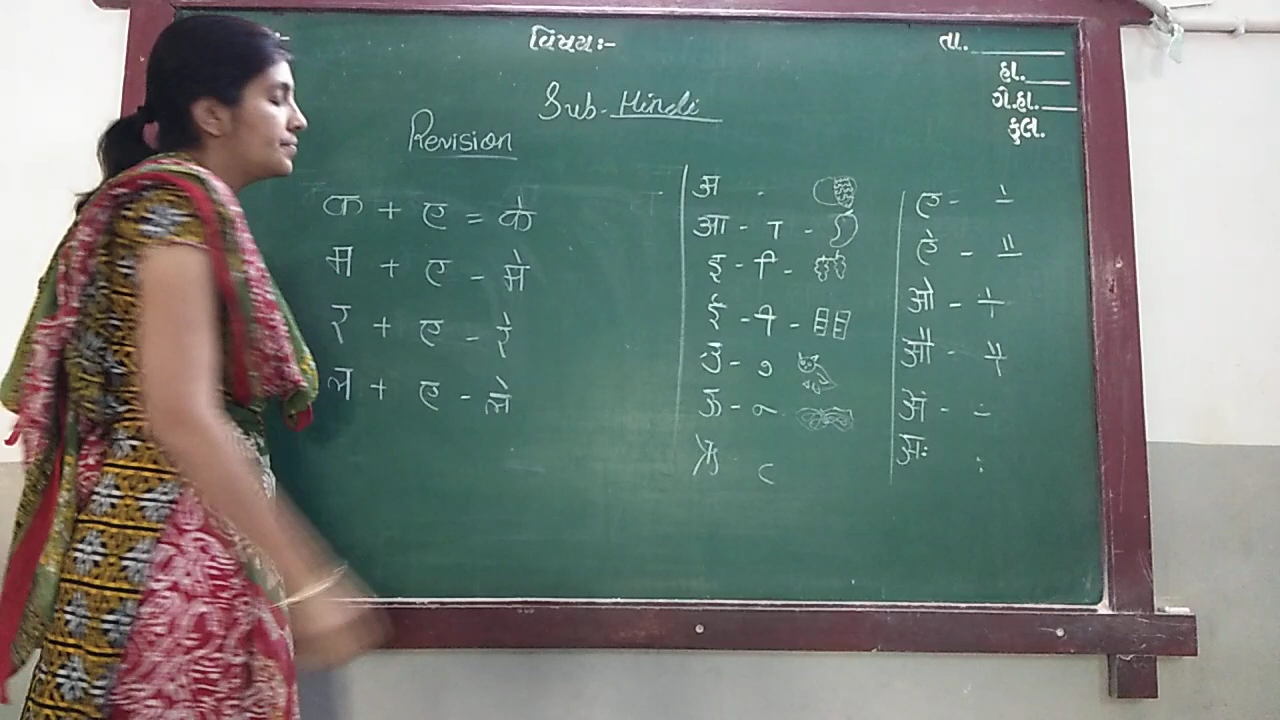 :-
વિષય:-
તા.
હા.
ગે.હા.
કુલ.
Sub. Hindi
Revision
क + ए = के
म + ए - मे
र + ए - रे
ल + ए - ले
अ -
आ - ा -
इ - ि -
ई - ी -
उ - ु
ऊ - ू
ऋ ृ
ए - े
ऐ - ै
ओ - ो
औ - ौ
अं - ं
अः ः